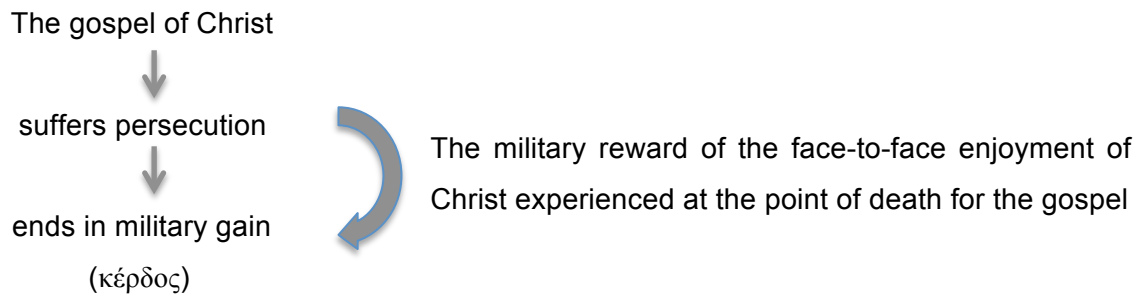 The gospel of Christ
suffers persecution
ends in military gain
(κέρδος)
The military reward of the face-to-face enjoyment of
Christ experienced at the point of death for the gospel